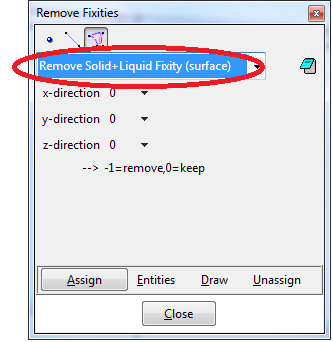 Remove Fixities
Remove Solid+Liquid Fixity (surface)
x-direction 0
y-direction 0
z-direction 0
--> -1=remove,0=keep
Assign Entities Draw Unassign
Close